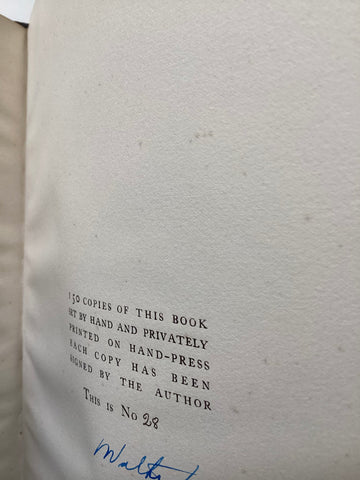 150 COPIES OF THIS BOOK
SET BY HAND AND PRIVATELY
PRINTED ON HAND-PRESS
EACH COPY HAS BEEN
SIGNED BY THE AUTHOR
This is No 28